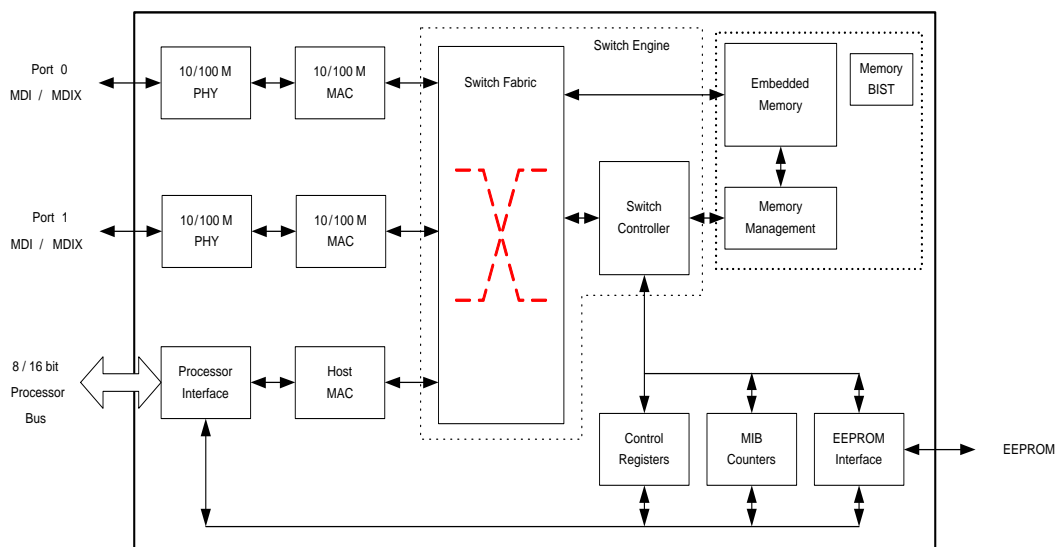 Port 0
MDI / MDIX
10/100 M
PHY
10/100 M
MAC
Switch Fabric
Switch Engine
Embedded
Memory
Memory
BIST
Port 1
MDI / MDIX
10/100 M
PHY
10/100 M
MAC
Switch
Controller
Memory
Management
8 / 16 bit
Processor
Bus
Processor
Interface
Host
MAC
Control
Registers
MIB
Counters
EEPROM
Interface
EEPROM